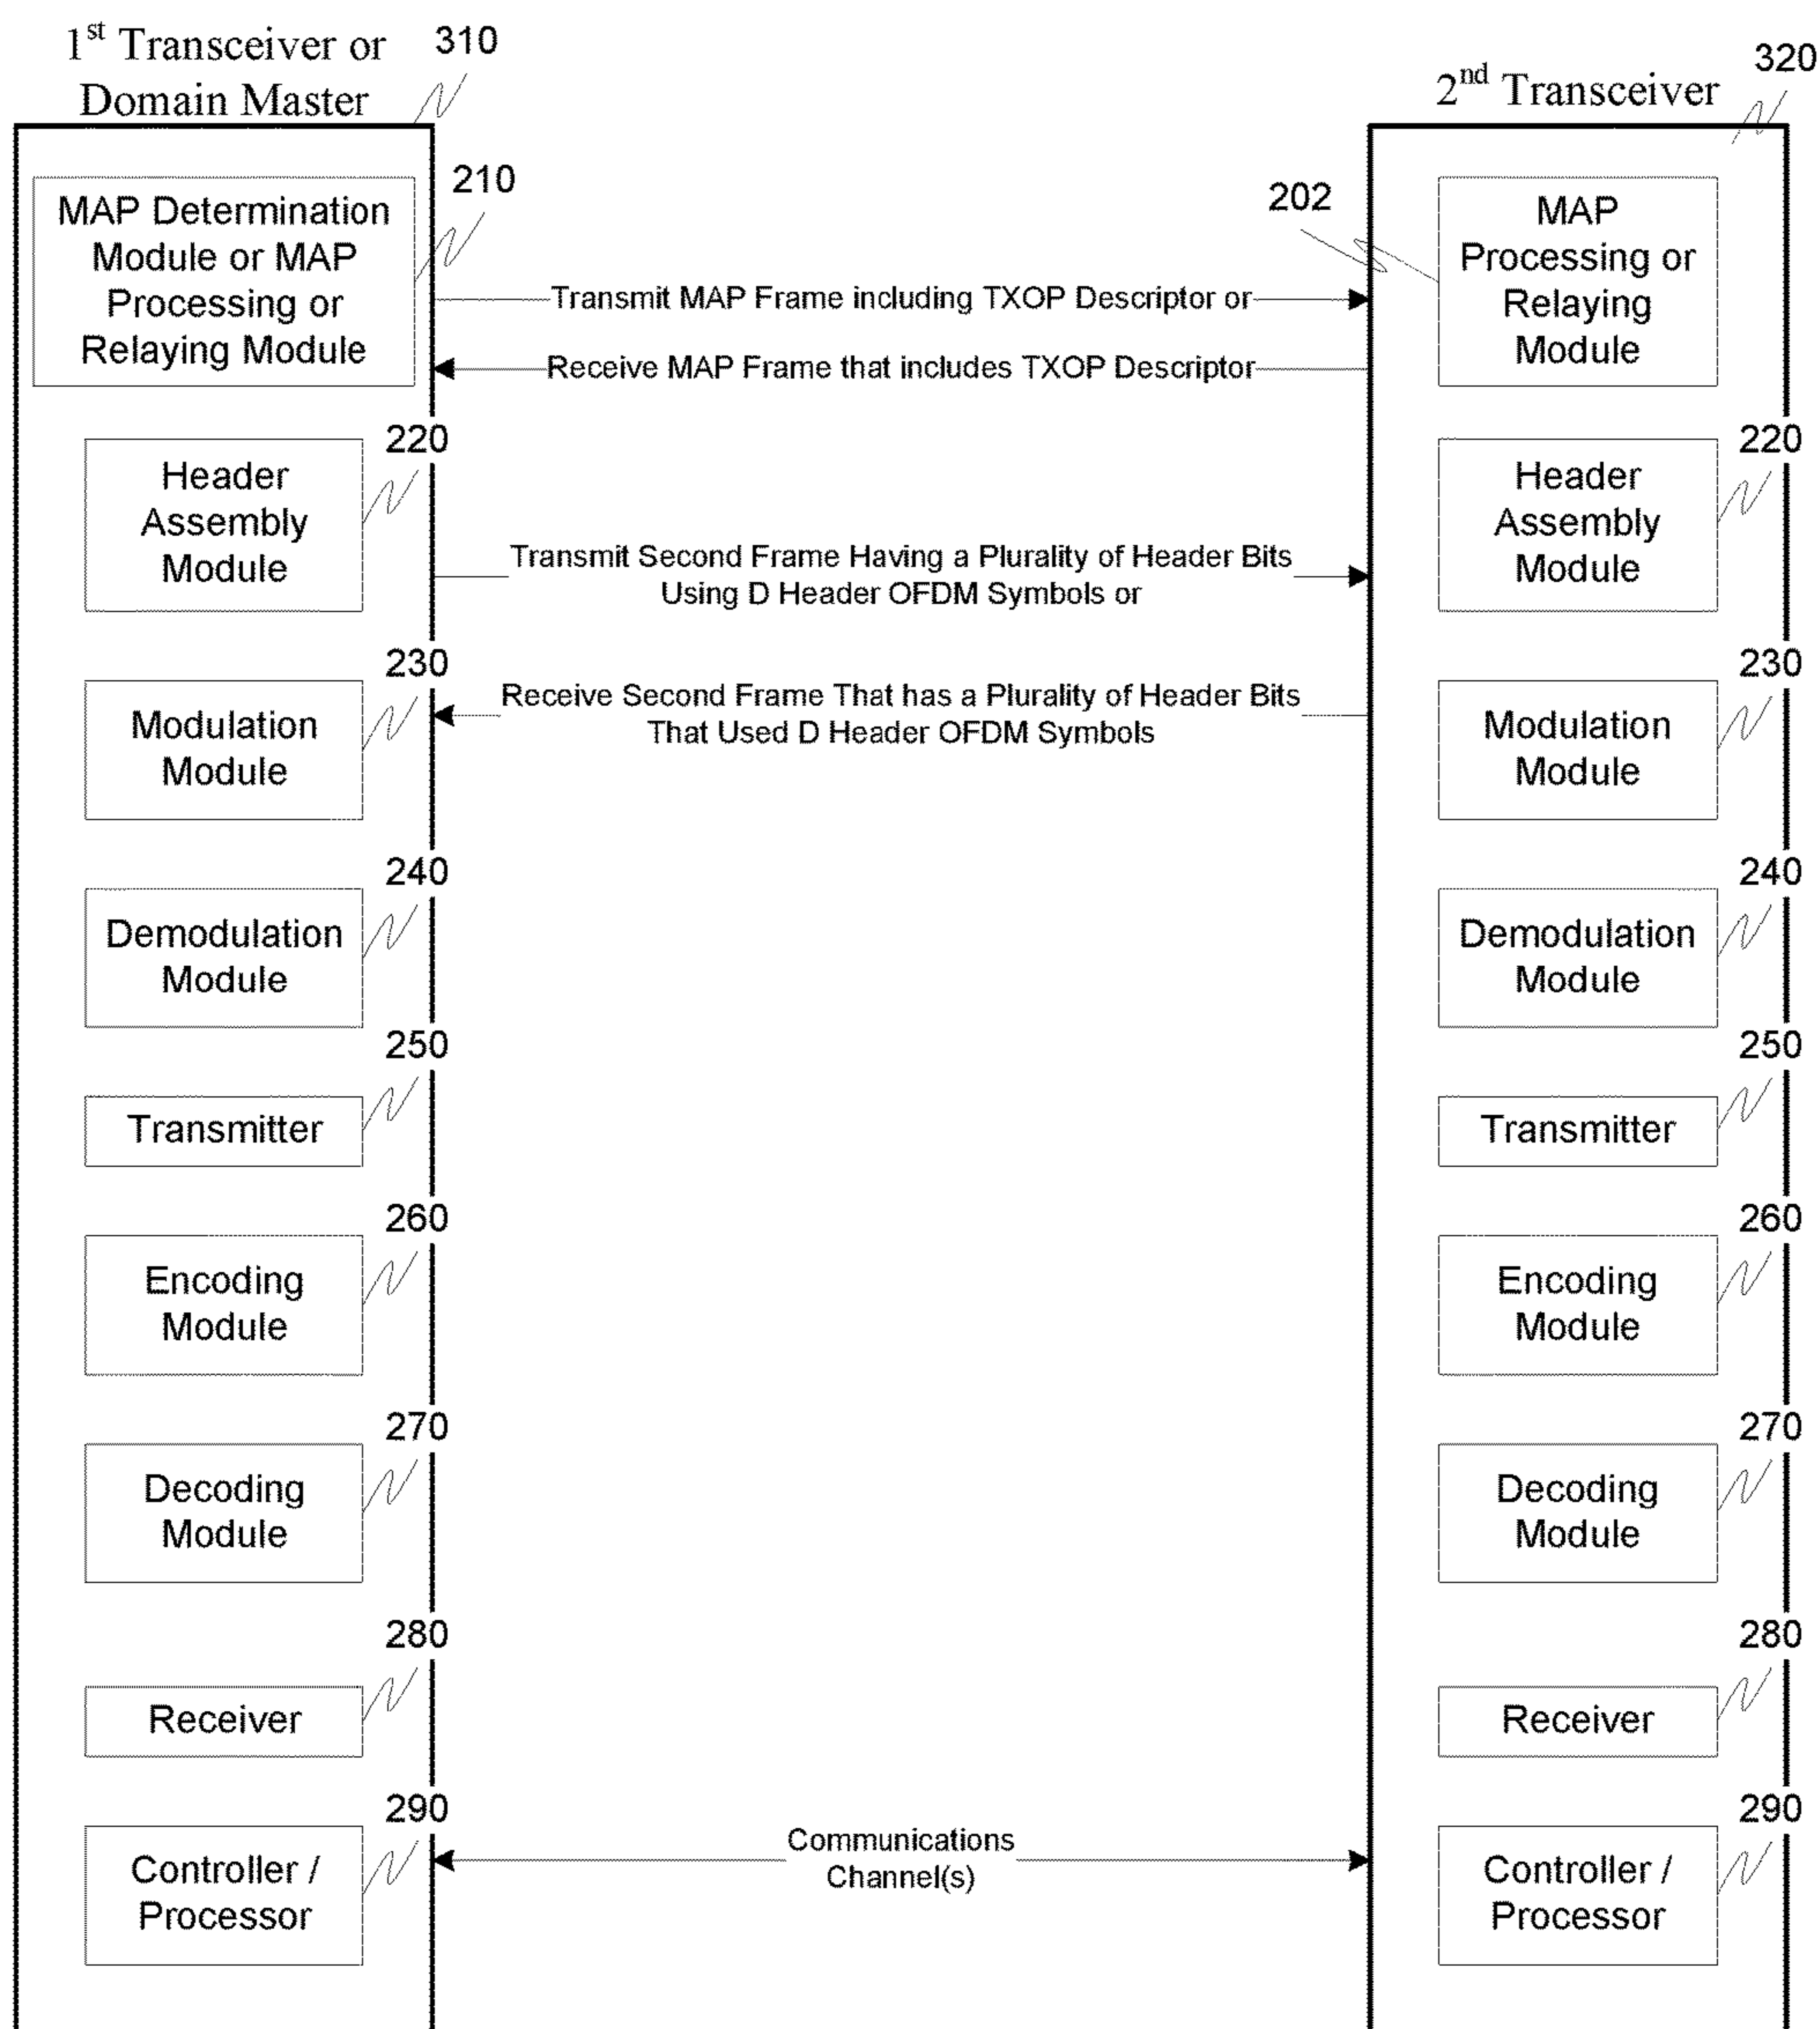 1st Transceiver or
Domain Master
310
2nd Transceiver
320
MAP Determination
Module or MAP
Processing or
Relaying Module
210
202
MAP
Processing or
Relaying
Module
Transmit MAP Frame including TXOP Descriptor or
Receive MAP Frame that includes TXOP Descriptor
220
Header
Assembly
Module
220
Header
Assembly
Module
Transmit Second Frame Having a Plurality of Header Bits
Using D Header OFDM Symbols or
230
Modulation
Module
230
Modulation
Module
Receive Second Frame That has a Plurality of Header Bits
That Used D Header OFDM Symbols
240
Demodulation
Module
240
Demodulation
Module
250
Transmitter
250
Transmitter
260
Encoding
Module
260
Encoding
Module
270
Decoding
Module
270
Decoding
Module
280
Receiver
280
Receiver
290
Controller /
Processor
Communications
Channel(s)
290
Controller /
Processor